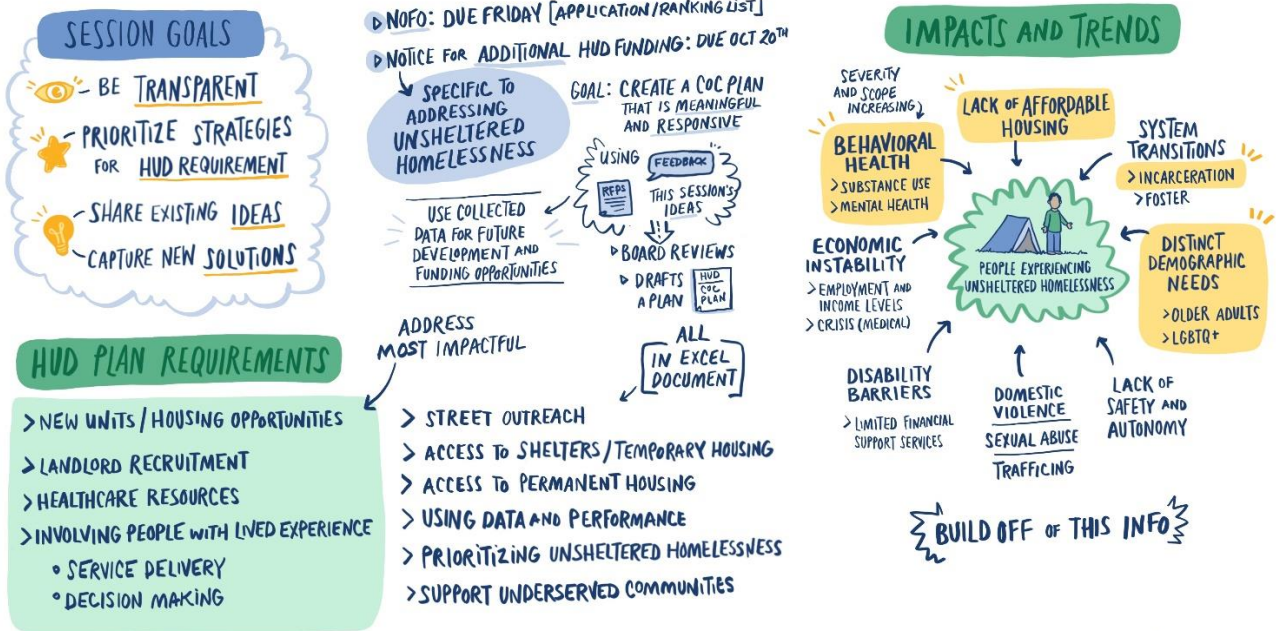 SESSION GOALS
BE TRANSPARENT
PRIORITIZE STRATEGIES
FOR HUD REQUIREMENT
SHARE EXISTING IDEAS
CAPTURE NEW SOLUTIONS
NOFO: DUE FRIDAY [APPLICATION/RANKING LIST]
NOTICE FOR ADDITIONAL HUD FUNDING: DUE OCT 20TH
SPECIFIC TO
ADDRESSING
UNSHELTERED
HOMELESSNESS
GOAL: CREATE A COC PLAN
THAT IS MEANINGFUL
AND RESPONSIVE
USING FEEDBACK
RFPS
THIS SESSION'S
IDEAS
USE COLLECTED
DATA FOR FUTURE
DEVELOPMENT AND
FUNDING OPPORTUNITIES
BOARD REVIEWS
DRAFTS
A PLAN
HUD
COC
PLAN
ADDRESS
MOST IMPACTFUL
ALL
IN EXCEL
DOCUMENT
HUD PLAN REQUIREMENTS
> NEW UNITS/HOUSING OPPORTUNITIES
> LANDLORD RECRUITMENT
> HEALTHCARE RESOURCES
> INVOLVING PEOPLE WITH LIVED EXPERIENCE
• SERVICE DELIVERY
• DECISION MAKING
> STREET OUTREACH
> ACCESS TO SHELTERS/TEMPORARY HOUSING
> ACCESS TO PERMANENT HOUSING
> USING DATA AND PERFORMANCE
> PRIORITIZING UNSHELTERED HOMELESSNESS
> SUPPORT UNDERSERVED COMMUNITIES
IMPACTS AND TRENDS
SEVERITY
AND SCOPE
INCREASING
BEHAVIORAL
HEALTH
> SUBSTANCE USE
> MENTAL HEALTH
LACK OF AFFORDABLE
HOUSING
SYSTEM
TRANSITIONS
> INCARCERATION
> FOSTER
PEOPLE EXPERIENCING
UNSHELTERED HOMELESSNESS
ECONOMIC
INSTABILITY
> EMPLOYMENT AND
INCOME LEVELS
> CRISIS (MEDICAL)
DISTINCT
DEMOGRAPHIC
NEEDS
> OLDER ADULTS
> LGBTQ+
DISABILITY
BARRIERS
> LIMITED FINANCIAL
SUPPORT SERVICES
DOMESTIC
VIOLENCE
SEXUAL ABUSE
TRAFFICING
LACK OF
SAFETY AND
AUTONOMY
BUILD OFF OF THIS INFO